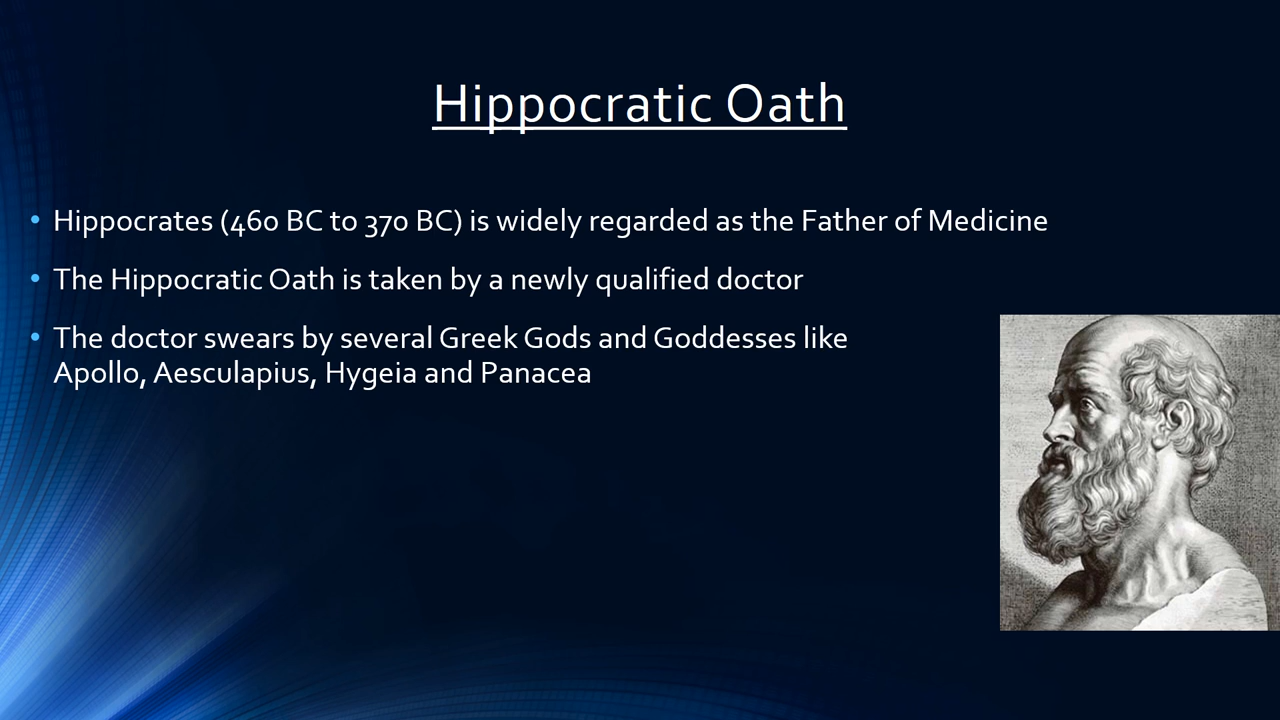 Hippocratic Oath
• Hippocrates (460 BC to 370 BC) is widely regarded as the Father of Medicine
• The Hippocratic Oath is taken by a newly qualified doctor
• The doctor swears by several Greek Gods and Goddesses like
Apollo, Aesculapius, Hygeia and Panacea